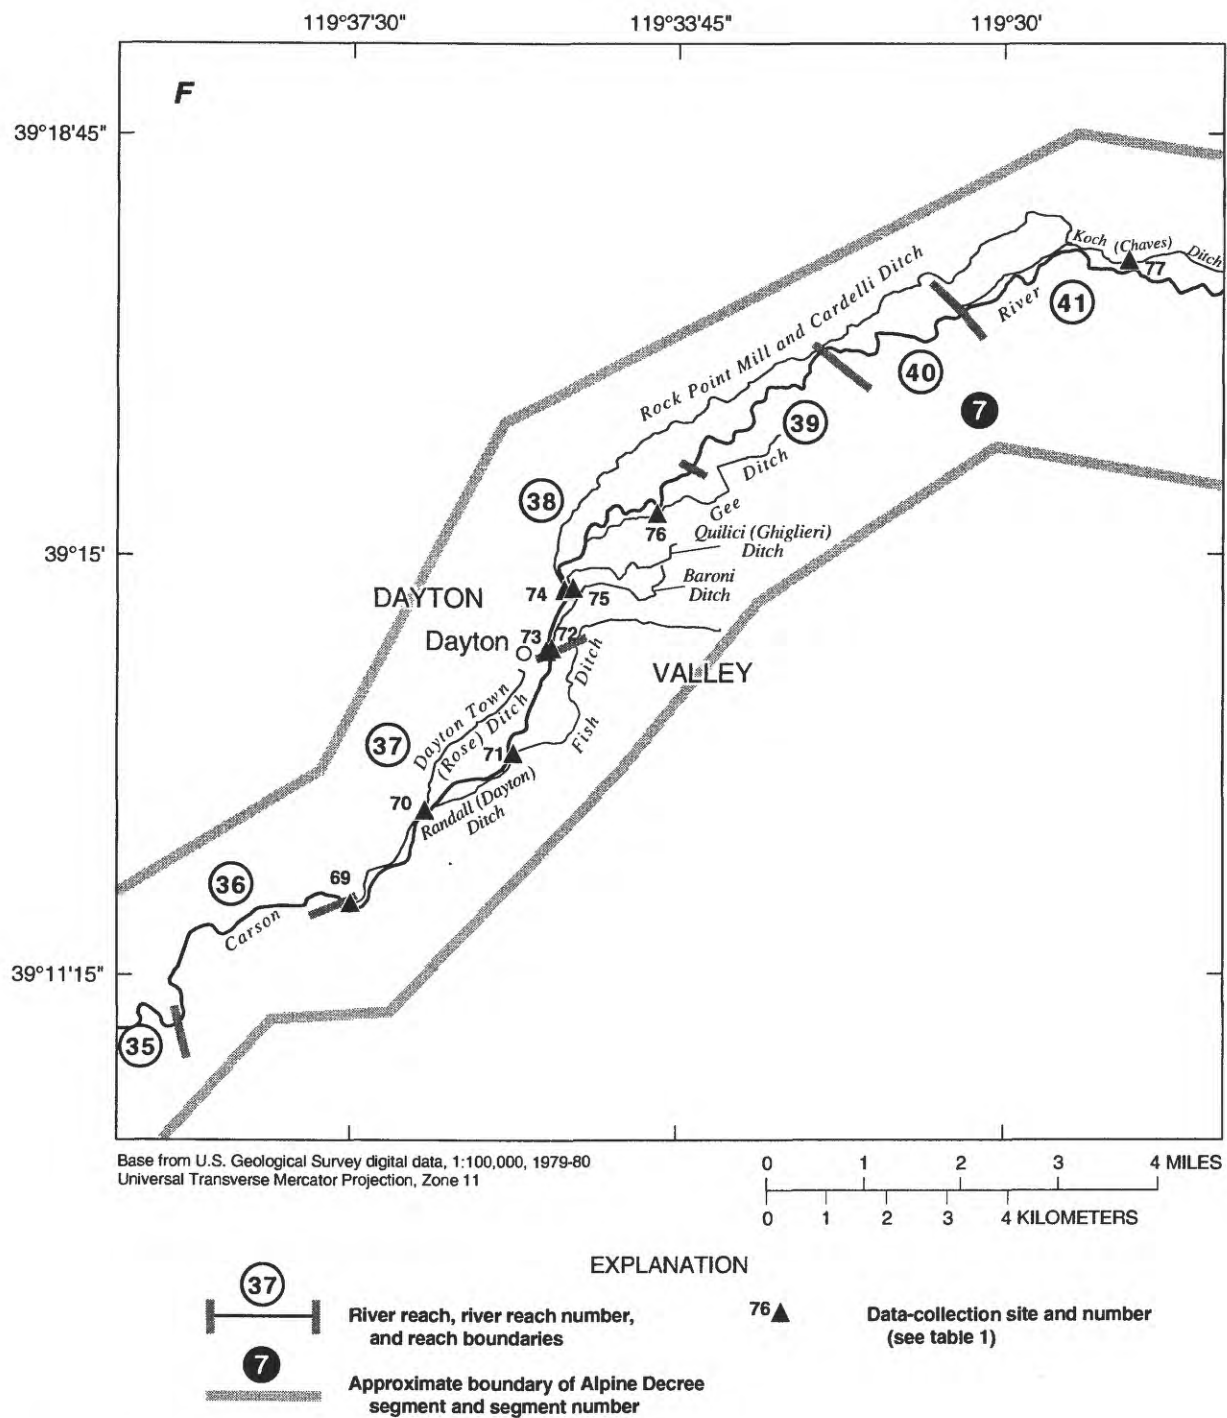 119°37'30"
119°33'45"
119°30'
F
39°18'45"
Koch (Chaves) Ditch
77
River
41
Rock Point Mill and Cardelli Ditch
40
7
39
38
Gee Ditch
76
39°15'
Quilici (Ghiglieri)
Ditch
DAYTON
74
75
Baroni
Ditch
73
72
Dayton
VALLEY
Fish Ditch
Dayton Town
(Rose) Ditch
37
71
70
Randall (Dayton)
Ditch
69
36
Carson
39°11'15"
35
Base from U.S. Geological Survey digital data, 1:100,000, 1979-80
Universal Transverse Mercator Projection, Zone 11
0 1 2 3 4 MILES
0 1 2 3 4 KILOMETERS
EXPLANATION
37
River reach, river reach number,
and reach boundaries
76
Data-collection site and number
(see table 1)
7
Approximate boundary of Alpine Decree
segment and segment number